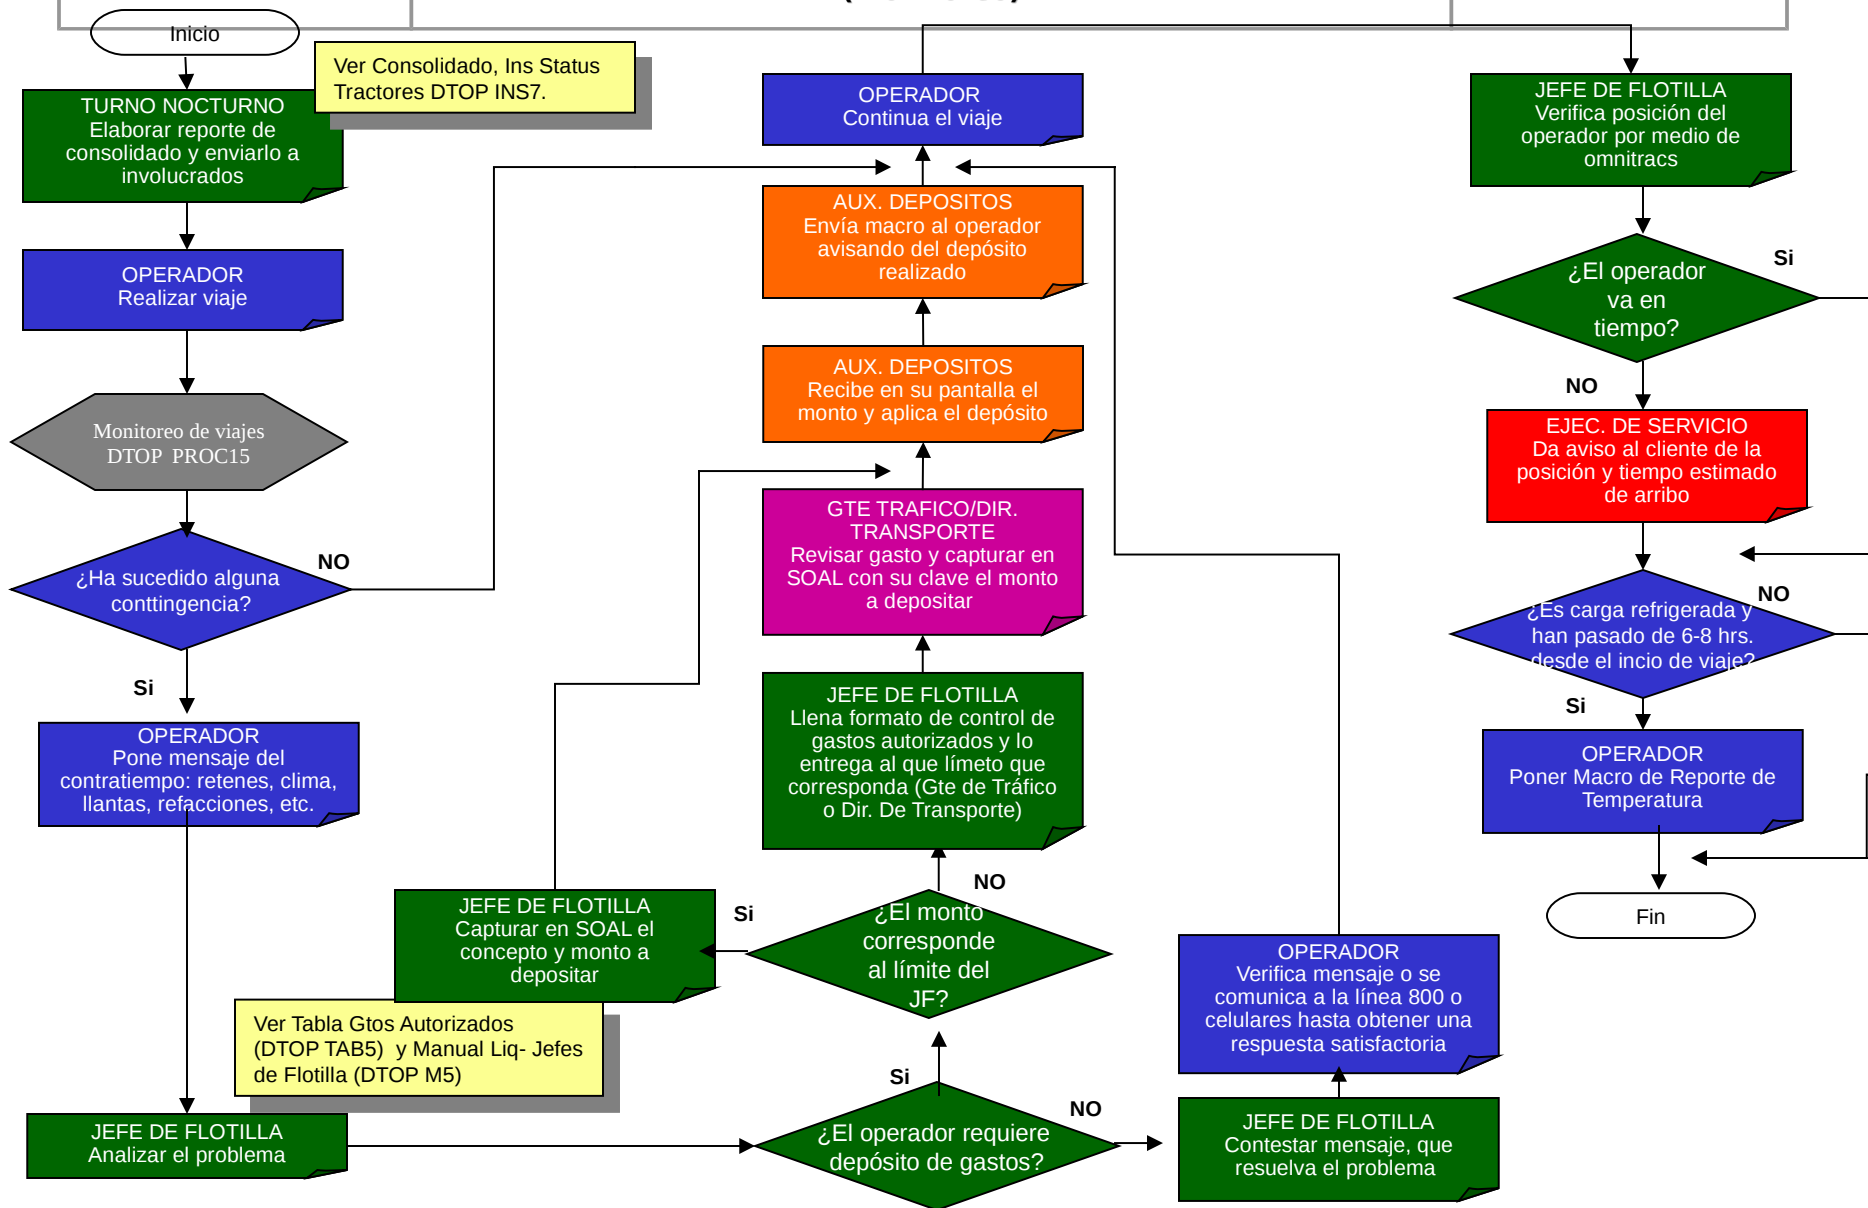 Inicio
Ver Consolidado, Ins Status
Tractores DTOP INS7.
TURNO NOCTURNO
Elaborar reporte de
consolidado y enviarlo a
involucrados
OPERADOR
Realizar viaje
Monitoreo de viajes
DTOP  PROC15
¿Ha sucedido alguna
conttingencia?
NO
Si
OPERADOR
Pone mensaje del
contratiempo: retenes, clima,
llantas, refacciones, etc.
JEFE DE FLOTILLA
Analizar el problema
Ver Tabla Gtos Autorizados
(DTOP TAB5)  y Manual Liq- Jefes
de Flotilla (DTOP M5)
JEFE DE FLOTILLA
Capturar en SOAL el
concepto y monto a
depositar
Si
OPERADOR
Continua el viaje
AUX. DEPOSITOS
Envía macro al operador
avisando del depósito
realizado
AUX. DEPOSITOS
Recibe en su pantalla el
monto y aplica el depósito
GTE TRAFICO/DIR.
TRANSPORTE
Revisar gasto y capturar en
SOAL con su clave el monto
a depositar
JEFE DE FLOTILLA
Llena formato de control de
gastos autorizados y lo
entrega al que límeto que
corresponda (Gte de Tráfico
o Dir. De Transporte)
NO
¿El monto
corresponde
al límite del
JF?
Si
¿El operador requiere
depósito de gastos?
NO
JEFE DE FLOTILLA
Contestar mensaje, que
resuelva el problema
OPERADOR
Verifica mensaje o se
comunica a la línea 800 o
celulares hasta obtener una
respuesta satisfactoria
JEFE DE FLOTILLA
Verifica posición del
operador por medio de
omnitracs
¿El operador
va en
tiempo?
Si
NO
EJEC. DE SERVICIO
Da aviso al cliente de la
posición y tiempo estimado
de arribo
¿Es carga refrigerada y
han pasado de 6-8 hrs.
desde el incio de viaje?
NO
Si
OPERADOR
Poner Macro de Reporte de
Temperatura
Fin